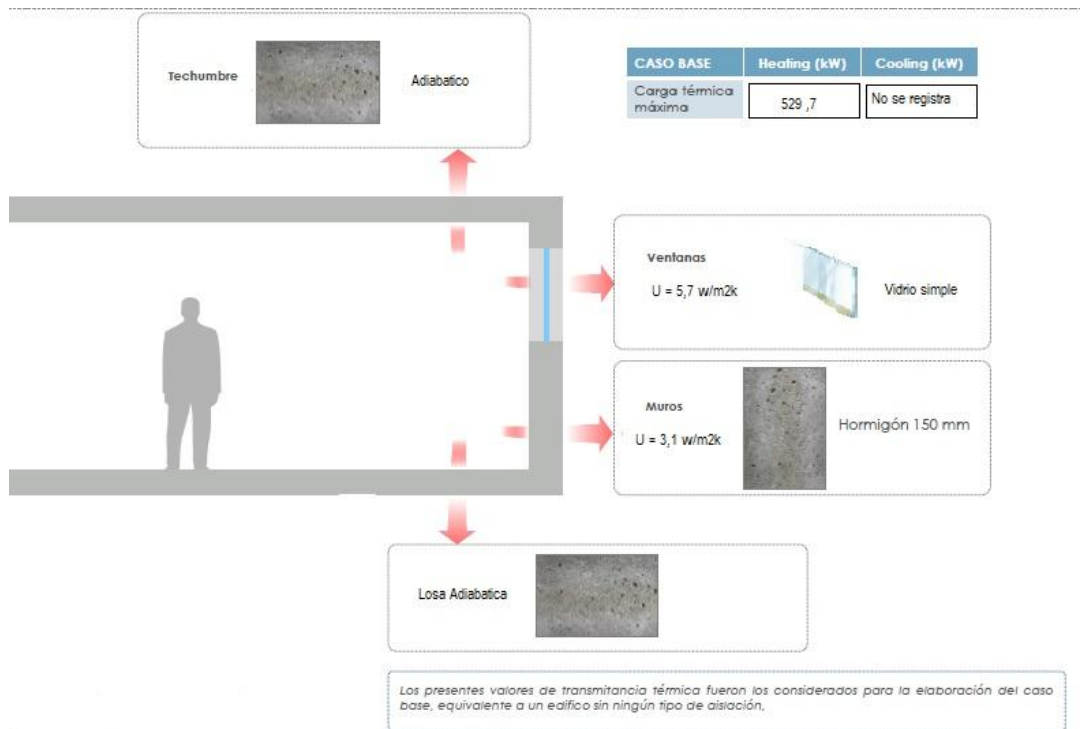 Techumbre
Adiabatico
CASO BASE Heating (kW) Cooling (kW)
Carga térmica máxima 529 ,7 No se registra
Ventanas
U = 5,7 w/m2k
Vidrio simple
Muros
U = 3,1 w/m2k
Hormigón 150 mm
Losa Adiabatica
Los presentes valores de transmitancia térmica fueron los considerados para la elaboración del caso
base, equivalente a un edifico sin ningún tipo de aislación,